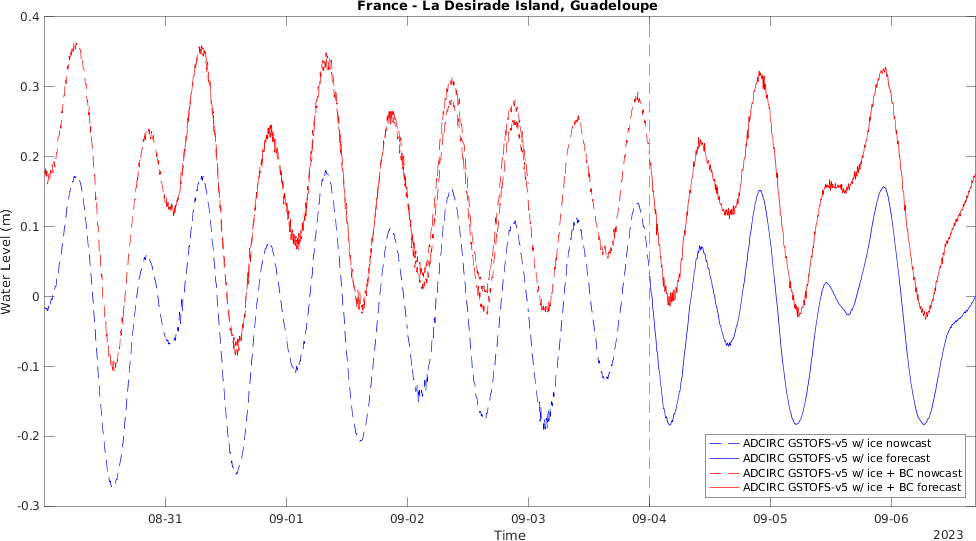 France - La Desirade Island, Guadeloupe
Water Level (m)
0.4
0.3
0.2
0.1
0
-0.1
-0.2
-0.3
08-31
09-01
09-02
09-03
09-04
09-05
09-06
Time
2023
ADCIRC GSTOFS-v5 w/ ice nowcast
ADCIRC GSTOFS-v5 w/ ice forecast
ADCIRC GSTOFS-v5 w/ ice + BC nowcast
ADCIRC GSTOFS-v5 w/ ice + BC forecast